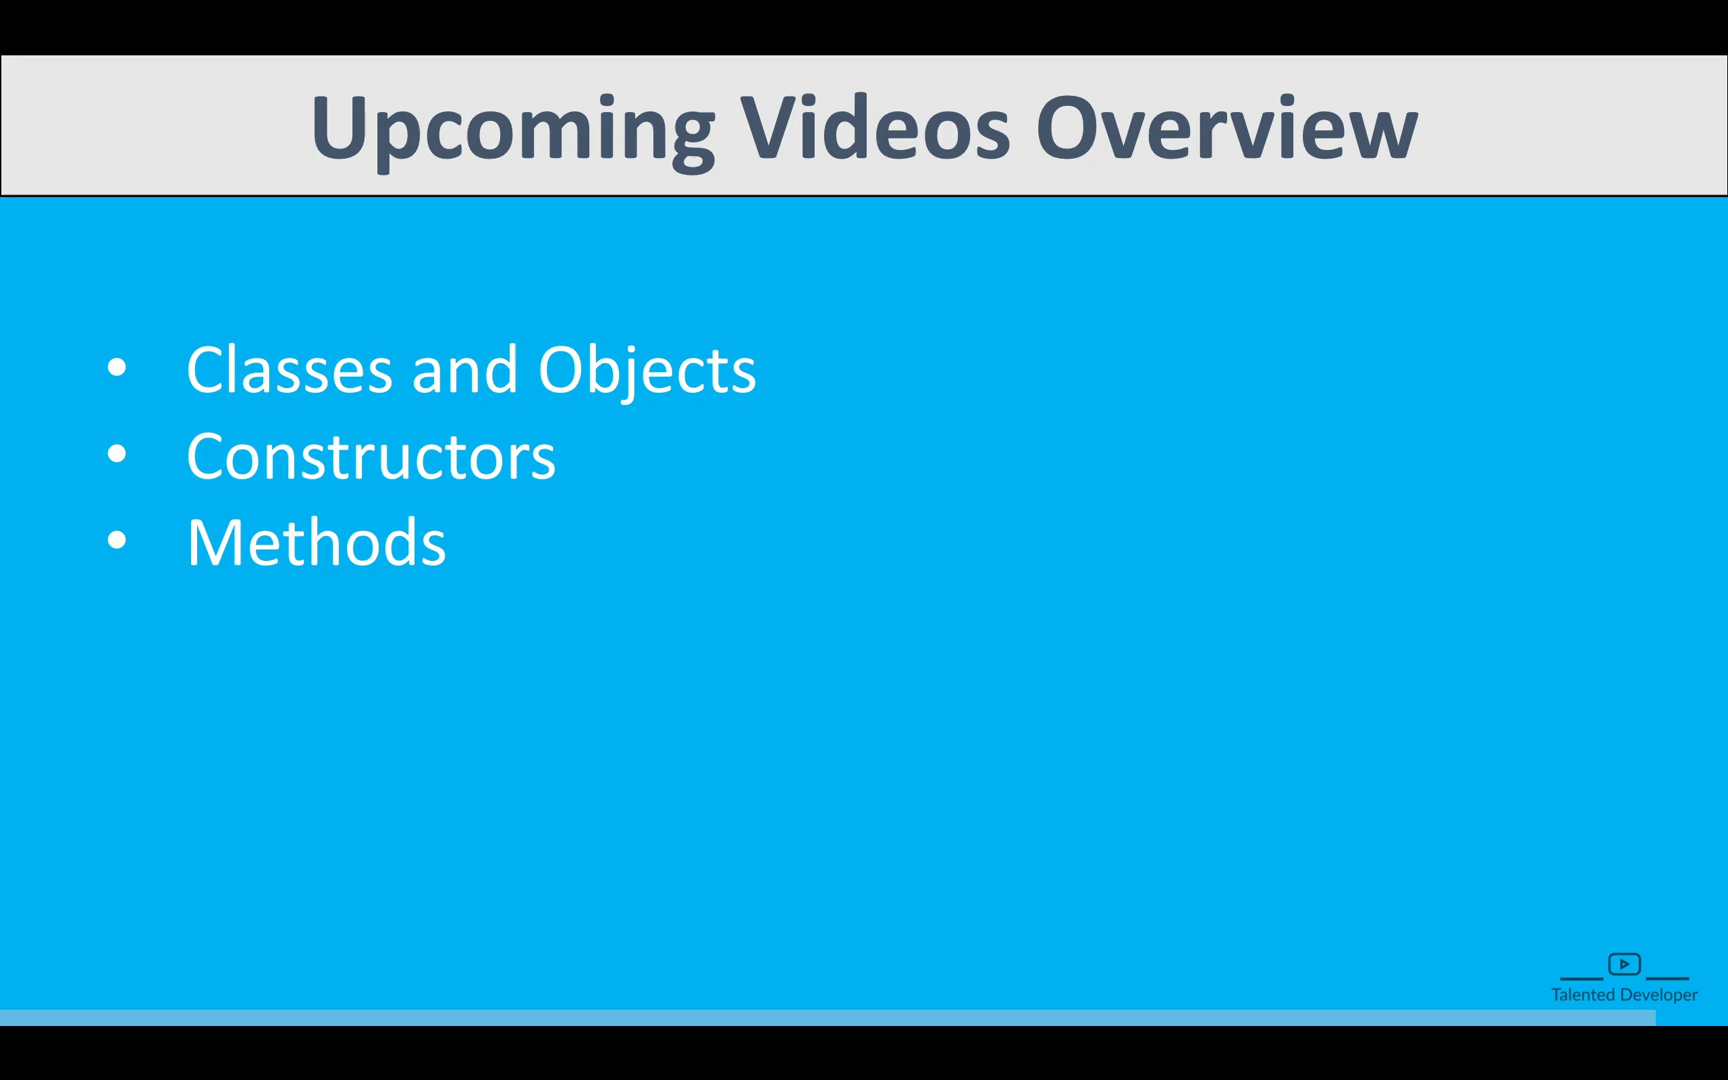 Upcoming Videos Overview
• Classes and Objects
• Constructors
• Methods
Talented Developer